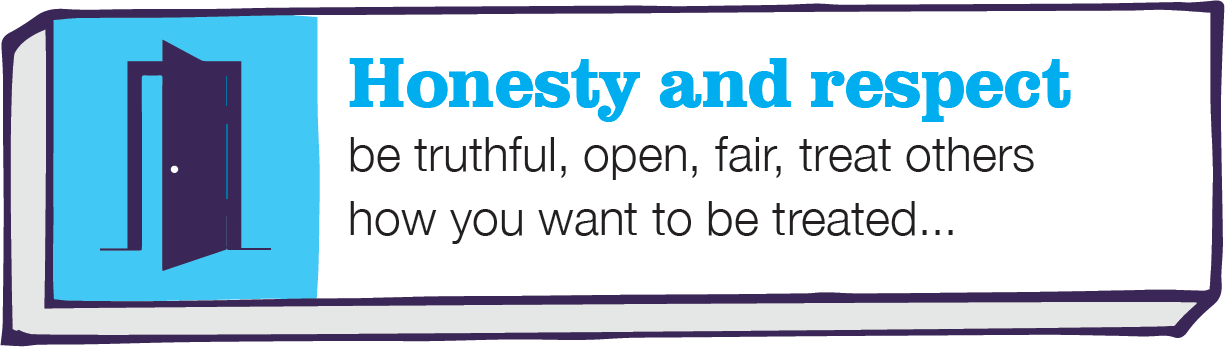 Honesty and respect
be truthful, open, fair, treat others
how you want to be treated...